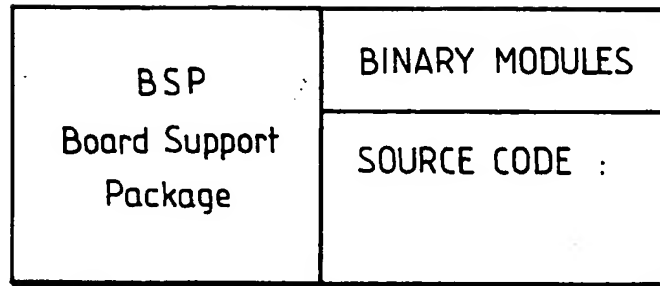 BSP
Board Support
Package
BINARY MODULES
SOURCE CODE :